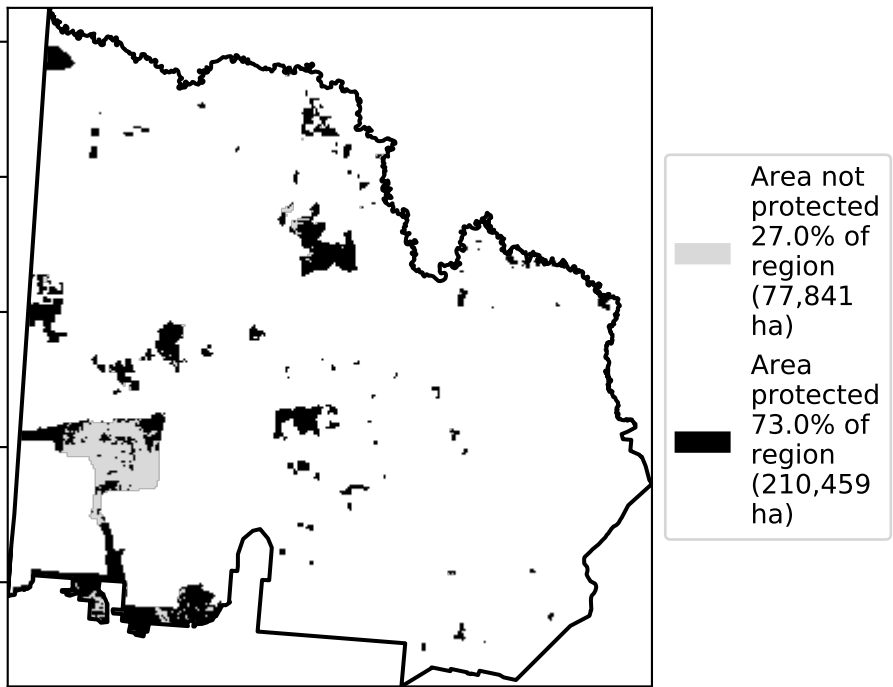 Area not
protected
27.0% of
region
(77,841
ha)
Area
protected
73.0% of
region
(210,459
ha)